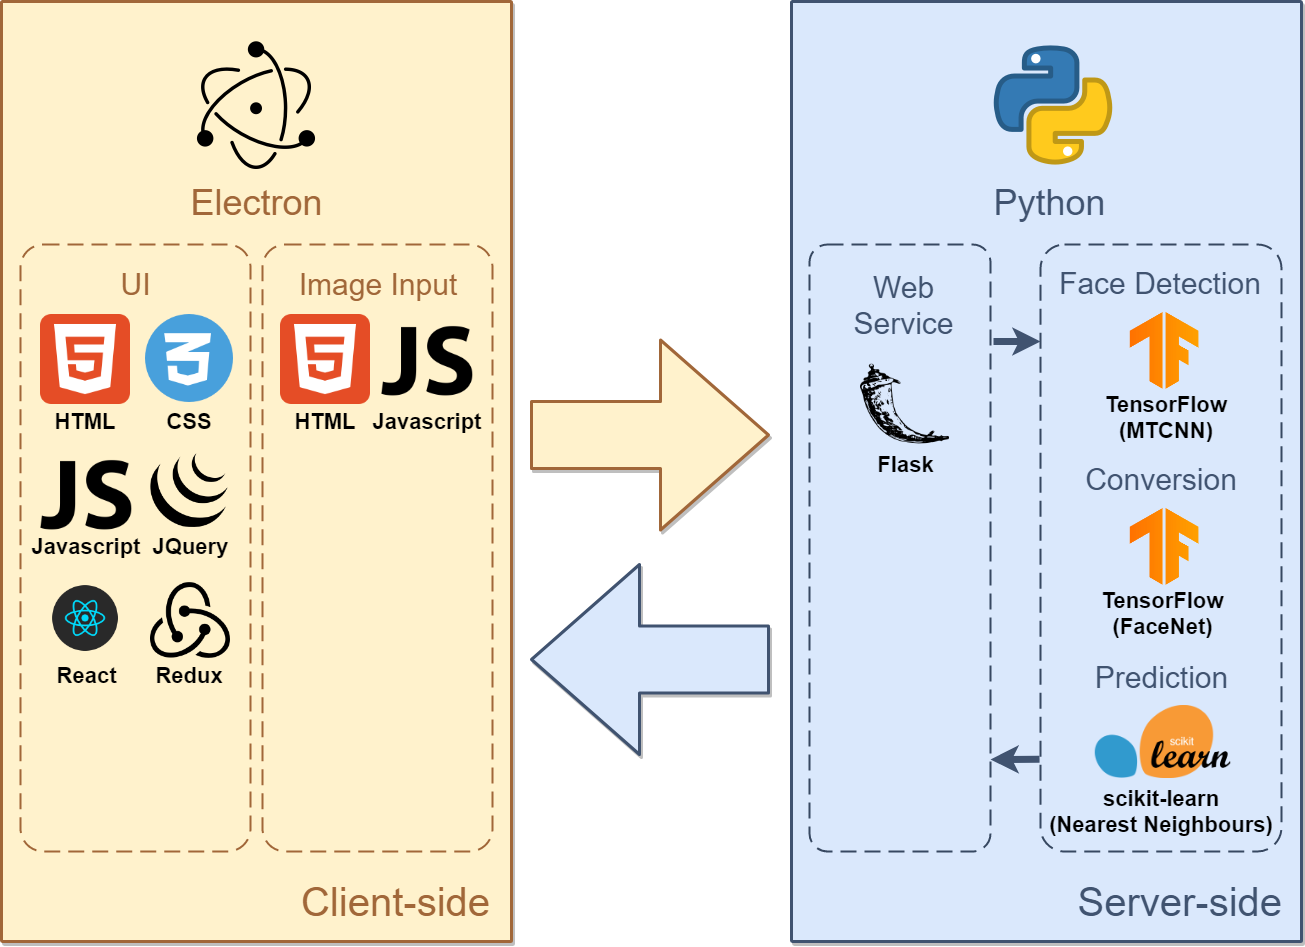 Electron
UI
HTML
CSS
JS
Javascript
JQuery
React
Redux
Image Input
HTML
JS
Javascript
Client-side
Python
Web
Service
Flask
Face Detection
TensorFlow
(MTCNN)
Conversion
TensorFlow
(FaceNet)
Prediction
scikit
learn
scikit-learn
(Nearest Neighbours)
Server-side